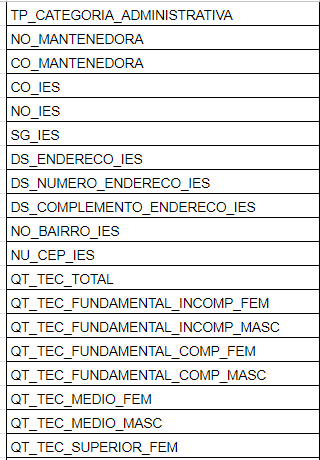 TP_CATEGORIA_ADMINISTRATIVA
NO_MANTENEDORA
CO_MANTENEDORA
CO_IES
NO_IES
SG_IES
DS_ENDERECO_IES
DS_NUMERO_ENDERECO_IES
DS_COMPLEMENTO_ENDERECO_IES
NO_BAIRRO_IES
NU_CEP_IES
QT_TEC_TOTAL
QT_TEC_FUNDAMENTAL_INCOMP_FEM
QT_TEC_FUNDAMENTAL_INCOMP_MASC
QT_TEC_FUNDAMENTAL_COMP_FEM
QT_TEC_FUNDAMENTAL_COMP_MASC
QT_TEC_MEDIO_FEM
QT_TEC_MEDIO_MASC
QT_TEC_SUPERIOR_FEM